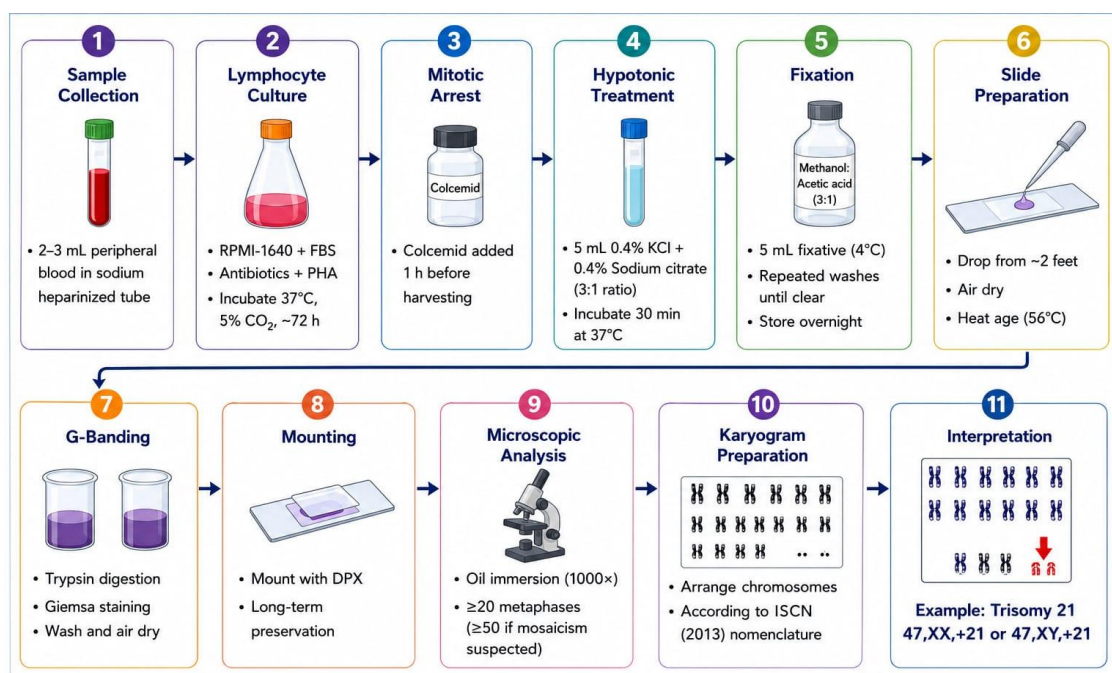 1
Sample
Collection
• 2–3 mL peripheral
blood in sodium
heparinized tube
2
Lymphocyte
Culture
• RPMI-1640 + FBS
• Antibiotics + PHA
• Incubate 37°C,
5% CO₂, ~72 h
3
Mitotic
Arrest
Colcemid
• Colcemid added
1 h before
harvesting
4
Hypotonic
Treatment
• 5 mL 0.4% KCl +
0.4% Sodium citrate
(3:1 ratio)
• Incubate 30 min
at 37°C
5
Fixation
Methanol:
Acetic acid
(3:1)
• 5 mL fixative (4°C)
• Repeated washes
until clear
• Store overnight
6
Slide
Preparation
• Drop from ~2 feet
• Air dry
• Heat age (56°C)
7
G-Banding
• Trypsin digestion
• Giemsa staining
• Wash and air dry
8
Mounting
• Mount with DPX
• Long-term
preservation
9
Microscopic
Analysis
• Oil immersion (1000×)
• ≥20 metaphases
(≥50 if mosaicism
suspected)
10
Karyogram
Preparation
• Arrange chromosomes
• According to ISCN
(2013) nomenclature
11
Interpretation
Example: Trisomy 21
47,XX,+21 or 47,XY,+21